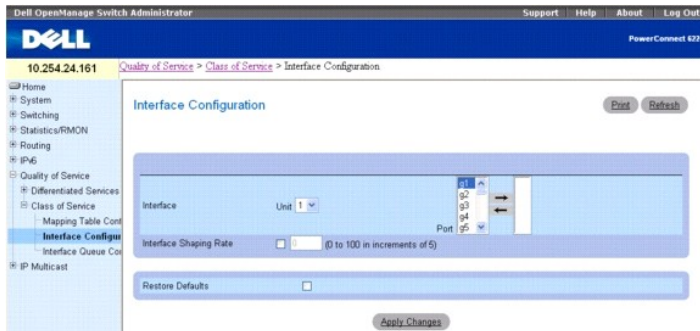 Dell OpenManage Switch Administrator Support Help About Log Out
DELL
PowerConnect 622
10.254.24.161
Quality of Service > Class of Service > Interface Configuration
Home
System
Switching
Statistics/RMON
Routing
IPv6
Quality of Service
Differentiated Services
Class of Service
Mapping Table Cont
Interface Configur
Interface Queue Co
IP Multicast
Interface Configuration
Print Refresh
Interface Unit 1 Port g1 g2 g3 g4 g5
Interface Shaping Rate 0 (0 to 100 in increments of 5)
Restore Defaults
Apply Changes